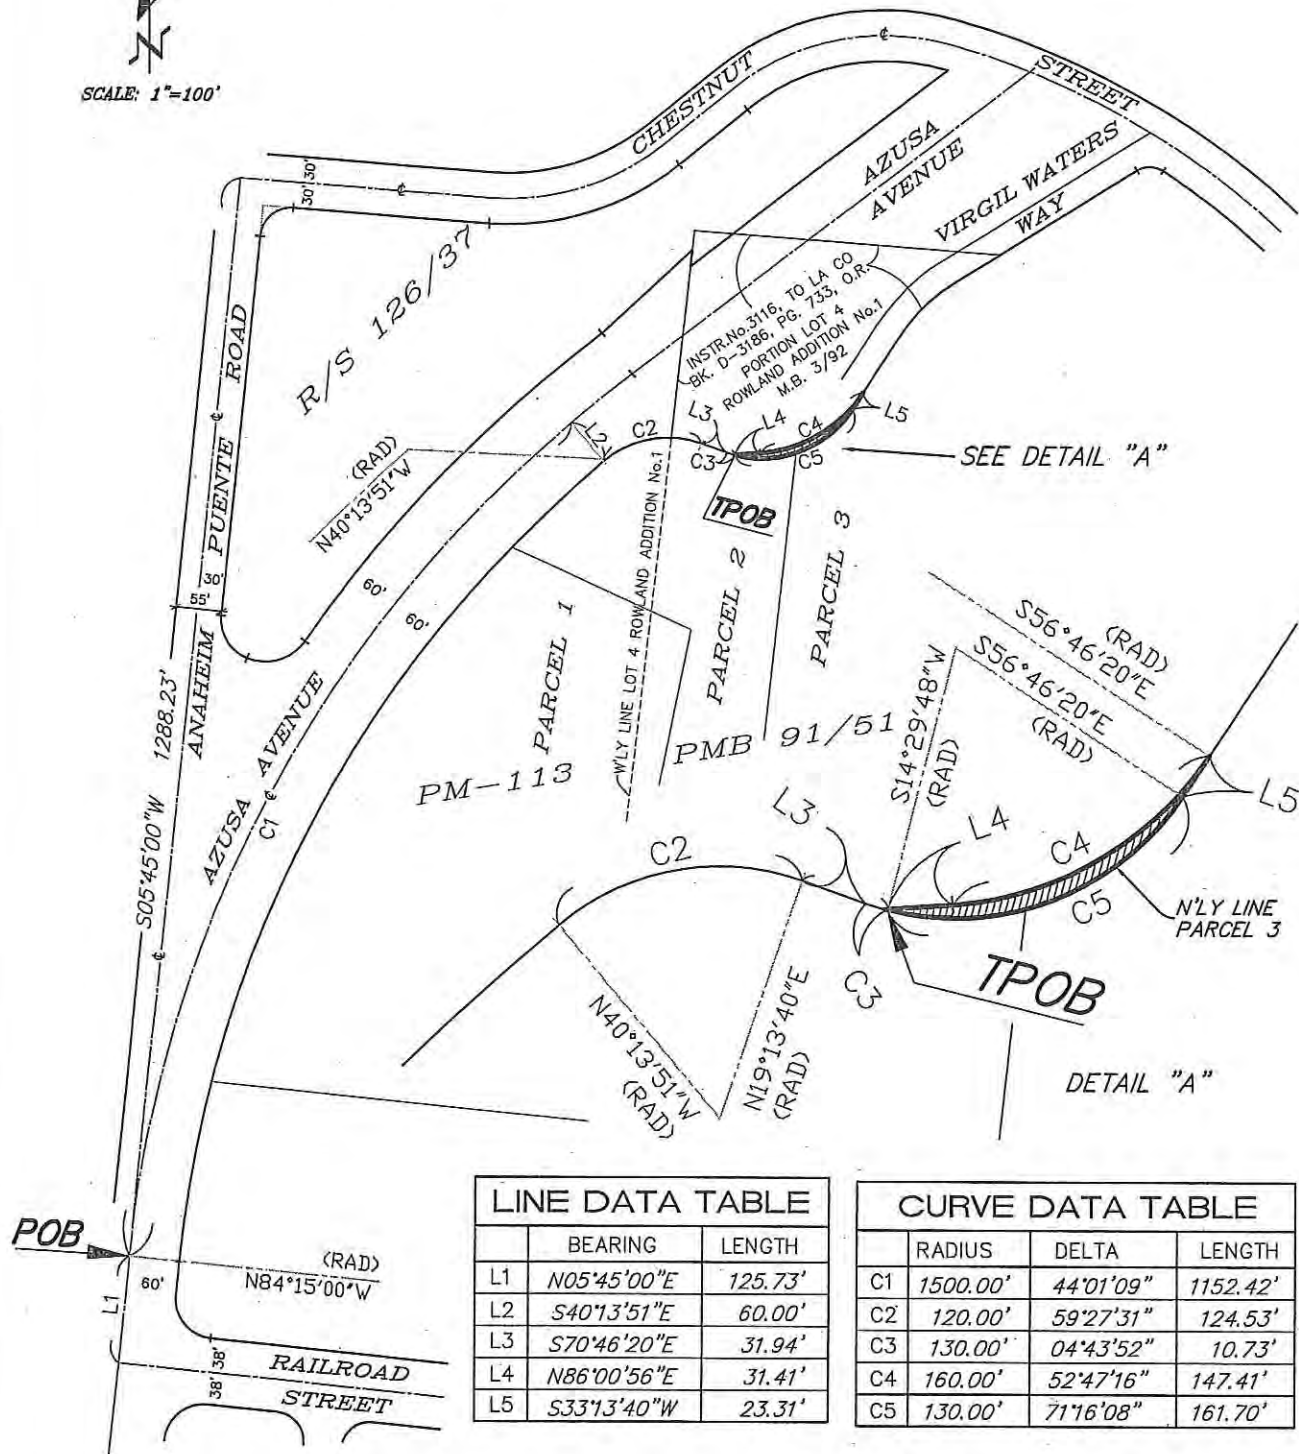 N
SCALE: 1"=100'
CHESTNUT
STREET
℄
30'
30'
℄
AZUSA
AVENUE
VIRGIL WATERS
WAY
R/S 126/37
INSTR.No.3116, TO LA CO
BK. D-3186, PG. 733, O.R.
PORTION LOT 4
ROWLAND ADDITION No.1
M.B. 3/92
PUENTE ROAD
℄
ANAHEIM
30'
55'
(RAD)
N40°13'51"W
L2
C2
L3
C3
L4
C4
C5
L5
SEE DETAIL "A"
TPOB
60'
60'
W'LY LINE LOT 4 ROWLAND ADDITION No.1
PARCEL 1
PARCEL 2
PARCEL 3
PM-113
PMB 91/51
S05°45'00"W 1288.23'
℄
AZUSA AVENUE
℄
C1
S56°46'20"E
(RAD)
S56°46'20"E
(RAD)
S14°29'48"W
(RAD)
L3
L4
L5
C2
C4
C5
C3
N'LY LINE
PARCEL 3
TPOB
N40°13'51"W
(RAD)
N19°13'40"E
(RAD)
DETAIL "A"
POB
60'
(RAD)
N84°15'00"W
L1
38'
38'
RAILROAD
STREET
LINE DATA TABLE
BEARING LENGTH
L1 N05°45'00"E 125.73'
L2 S40°13'51"E 60.00'
L3 S70°46'20"E 31.94'
L4 N86°00'56"E 31.41'
L5 S33°13'40"W 23.31'
CURVE DATA TABLE
RADIUS DELTA LENGTH
C1 1500.00' 44°01'09" 1152.42'
C2 120.00' 59°27'31" 124.53'
C3 130.00' 04°43'52" 10.73'
C4 160.00' 52°47'16" 147.41'
C5 130.00' 71°16'08" 161.70'